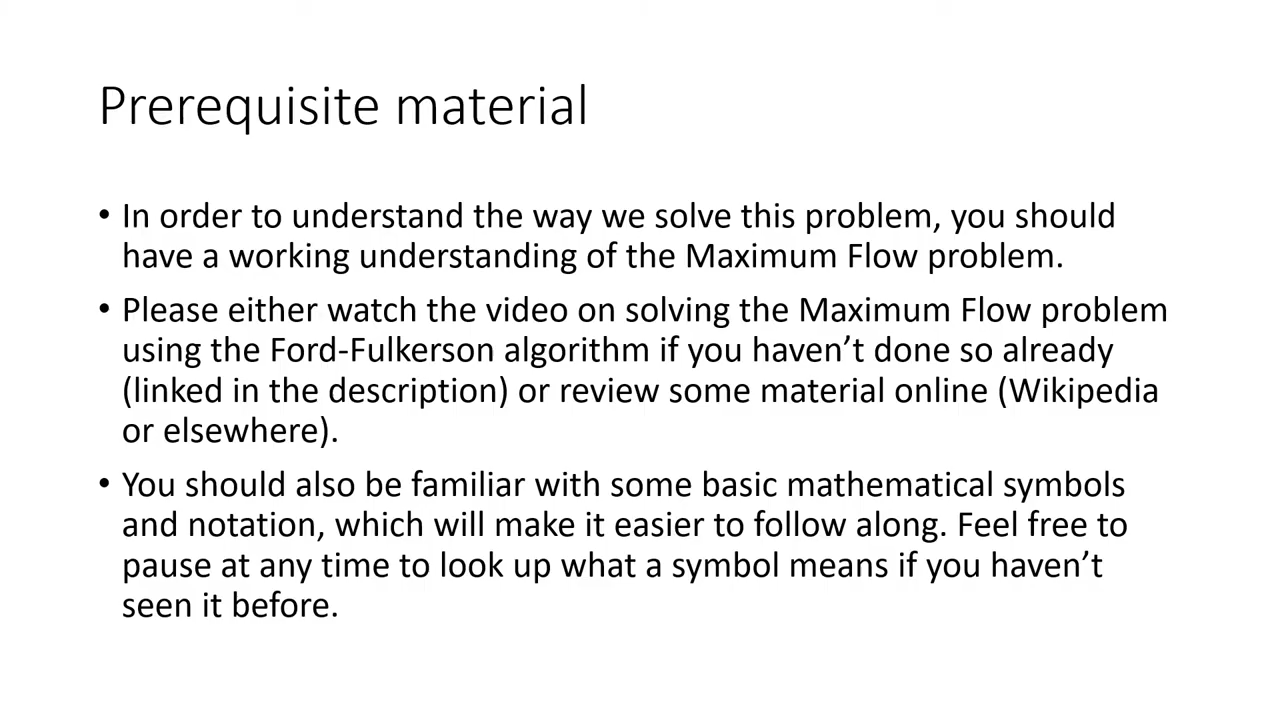 Prerequisite material
• In order to understand the way we solve this problem, you should
have a working understanding of the Maximum Flow problem.
• Please either watch the video on solving the Maximum Flow problem
using the Ford-Fulkerson algorithm if you haven’t done so already
(linked in the description) or review some material online (Wikipedia
or elsewhere).
• You should also be familiar with some basic mathematical symbols
and notation, which will make it easier to follow along. Feel free to
pause at any time to look up what a symbol means if you haven’t
seen it before.